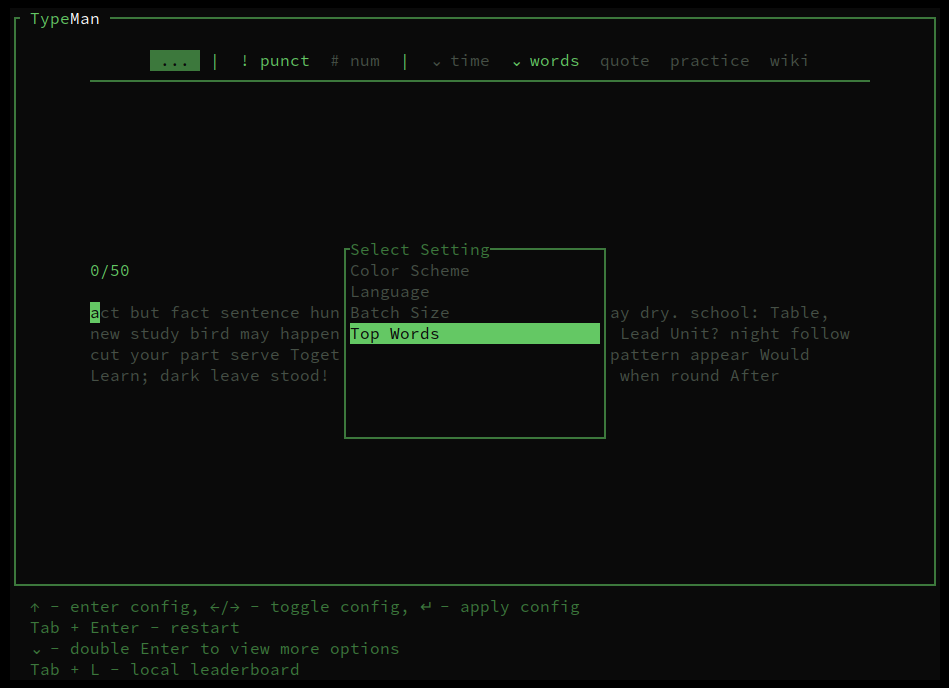 TypeMan
... | ! punct # num | ⌄ time ⌄ words quote practice wiki
Select Setting
0/50 Color Scheme
Language
act but fact sentence hun Batch Size ay dry. school: Table,
new study bird may happen Top Words Lead Unit? night follow
cut your part serve Toget pattern appear Would
Learn; dark leave stood! when round After
↑ - enter config, ←/→ - toggle config, ↵ - apply config
Tab + Enter - restart
⌄ - double Enter to view more options
Tab + L - local leaderboard